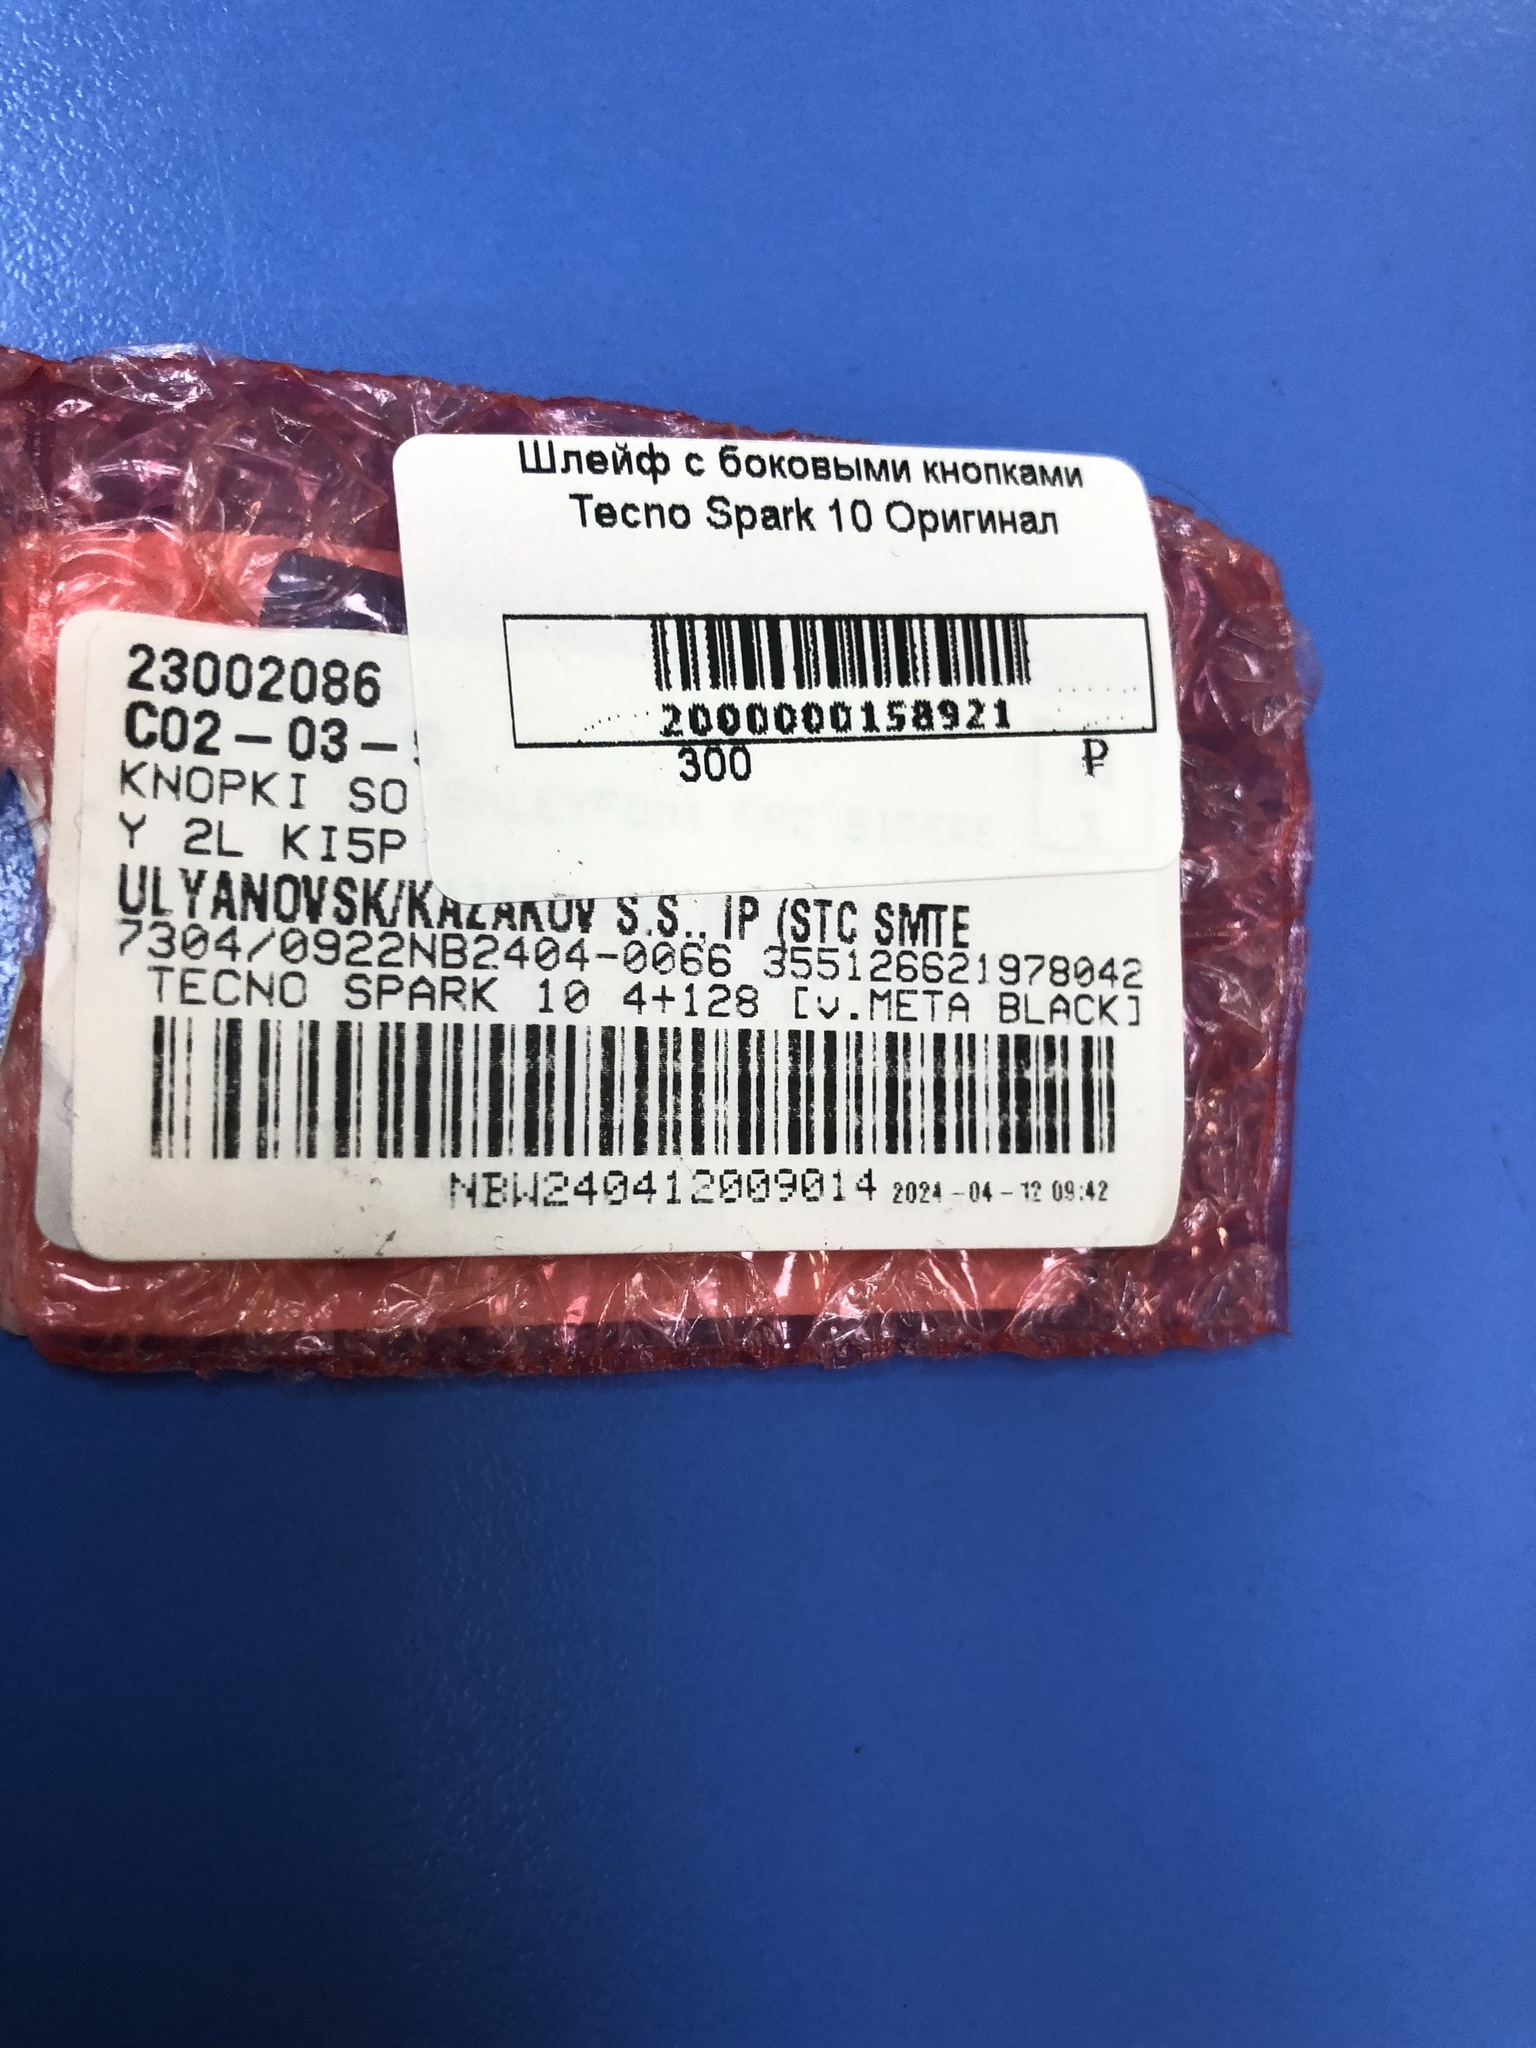 Шлейф с боковыми кнопками
Tecno Spark 10 Оригинал
2000000158921
300 ₽
23002086
C02-03-
KNOPKI SO
Y 2L KI5P
ULYANOVSK/KAZAKOV S.S., IP (STC SMTE
7304/0922NB2404-0066 355126621978042
TECNO SPARK 10 4+128 [v.META BLACK]
NBW240412009014 2024-04-12 09:42